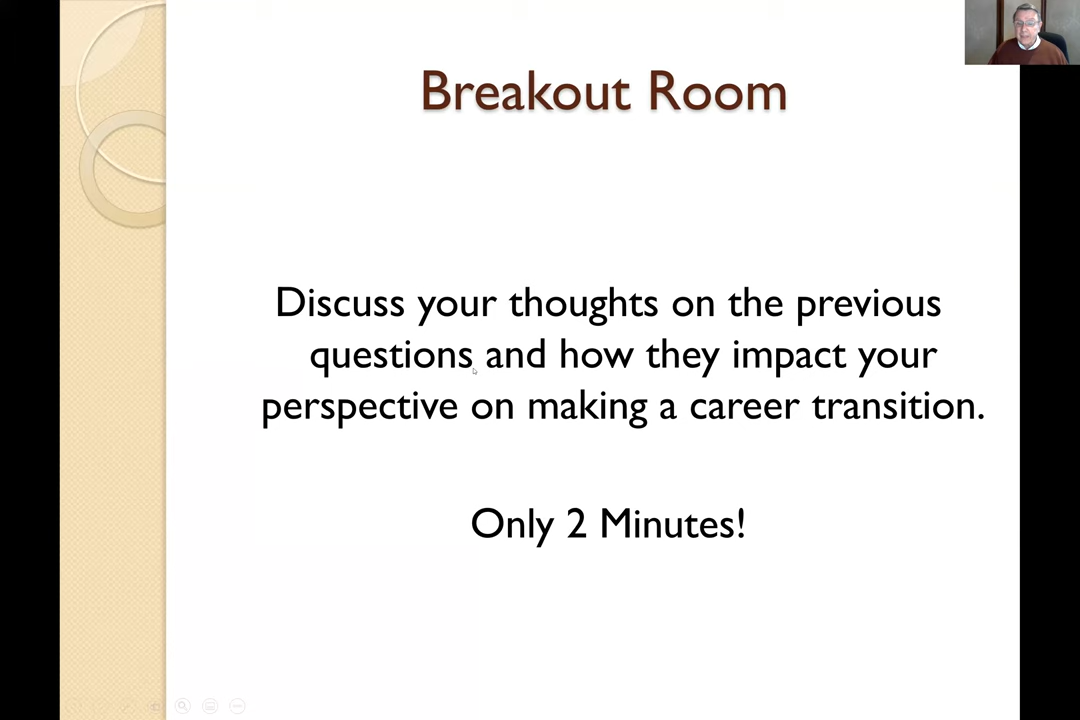 Breakout Room
Discuss your thoughts on the previous
questions and how they impact your
perspective on making a career transition.
Only 2 Minutes!